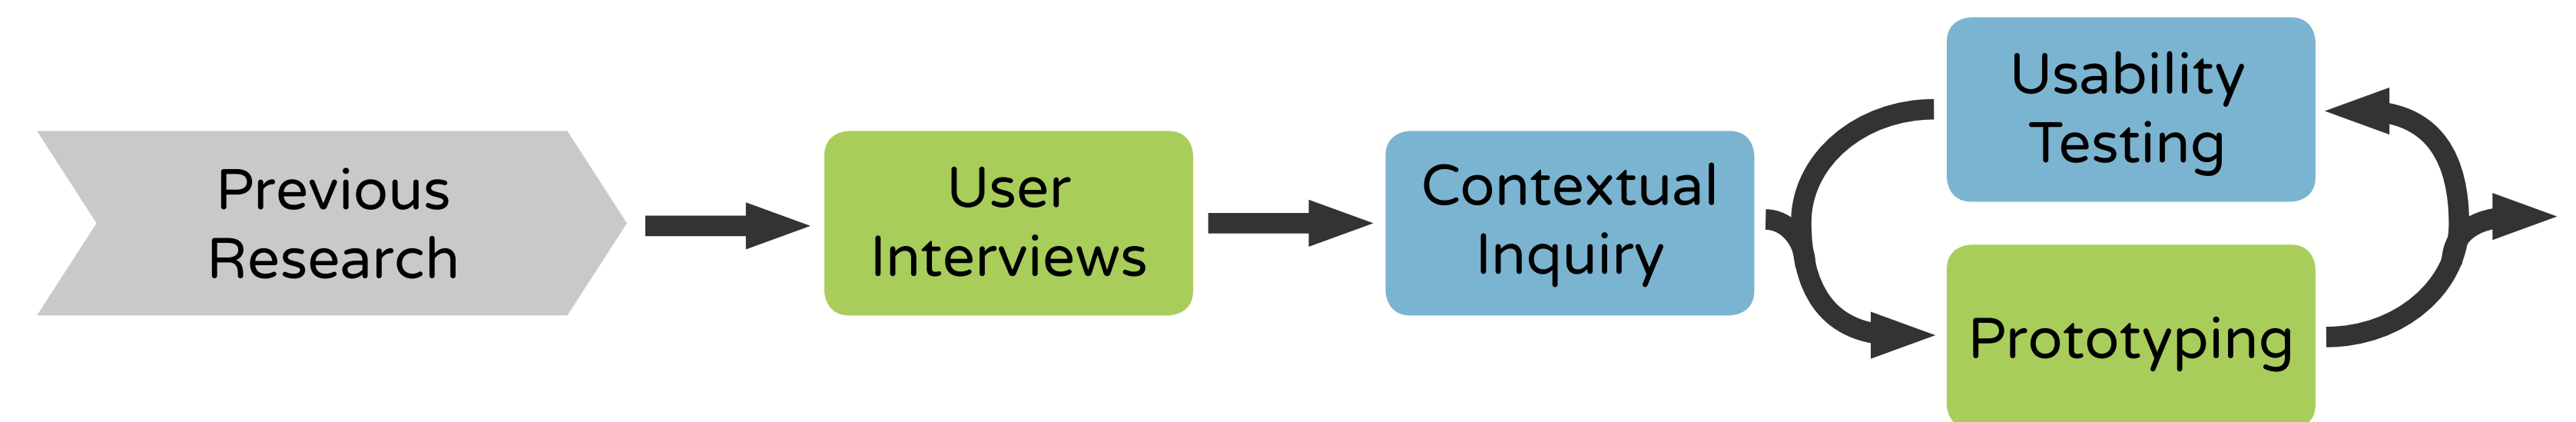 Previous
Research
User
Interviews
Contextual
Inquiry
Usability
Testing
Prototyping